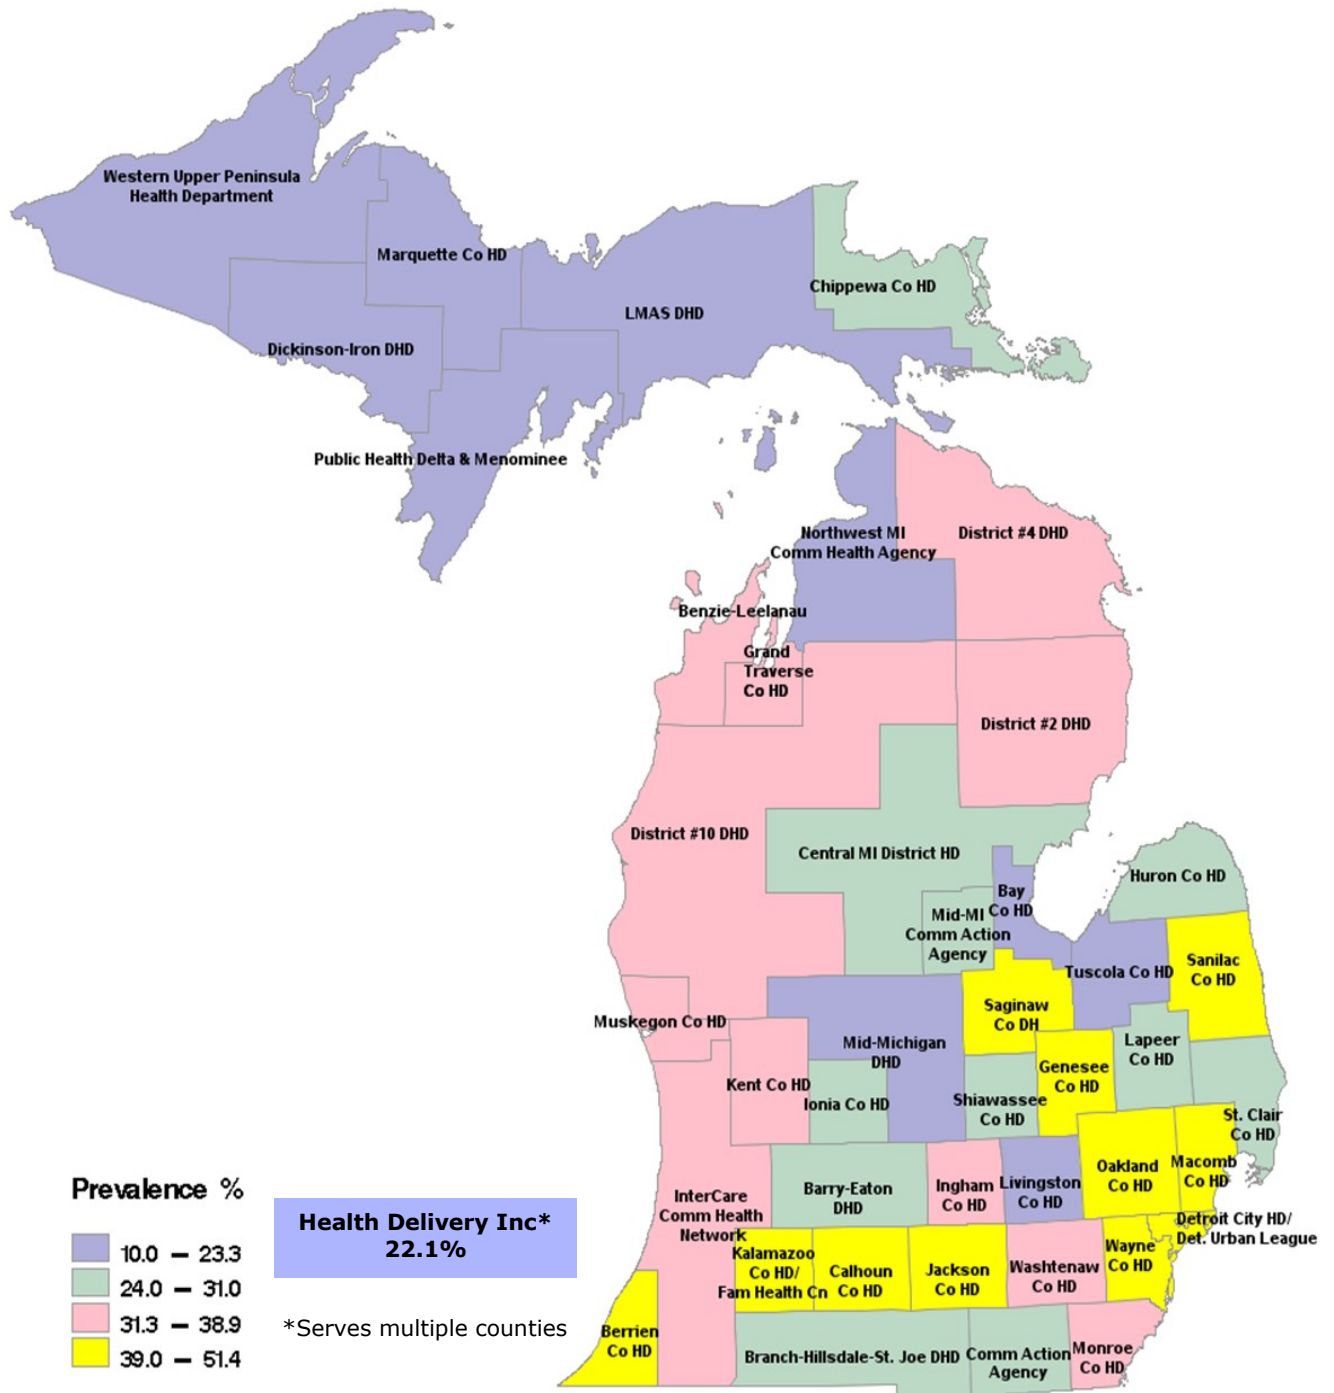 Western Upper Peninsula
Health Department
Marquette Co HD
Chippewa Co HD
LMAS DHD
Dickinson-Iron DHD
Public Health Delta & Menominee
Northwest MI
Comm Health Agency
District #4 DHD
Benzie-Leelanau
Grand
Traverse
Co HD
District #2 DHD
District #10 DHD
Central MI District HD
Huron Co HD
Bay
Co HD
Mid-MI
Comm Action
Agency
Tuscola Co HD
Sanilac
Co HD
Saginaw
Co DH
Muskegon Co HD
Mid-Michigan
DHD
Lapeer
Co HD
Genesee
Co HD
Kent Co HD
Ionia Co HD
Shiawassee
Co HD
St. Clair
Co HD
Oakland
Co HD
Macomb
Co HD
InterCare
Comm Health
Network
Barry-Eaton
DHD
Ingham
Co HD
Livingston
Co HD
Detroit City HD/
Det. Urban League
Kalamazoo
Co HD/
Fam Health Cn
Calhoun
Co HD
Jackson
Co HD
Washtenaw
Co HD
Wayne
Co HD
Berrien
Co HD
Branch-Hillsdale-St. Joe DHD
Comm Action
Agency
Monroe
Co HD
Prevalence %
10.0 – 23.3
24.0 – 31.0
31.3 – 38.9
39.0 – 51.4
Health Delivery Inc*
22.1%
*Serves multiple counties